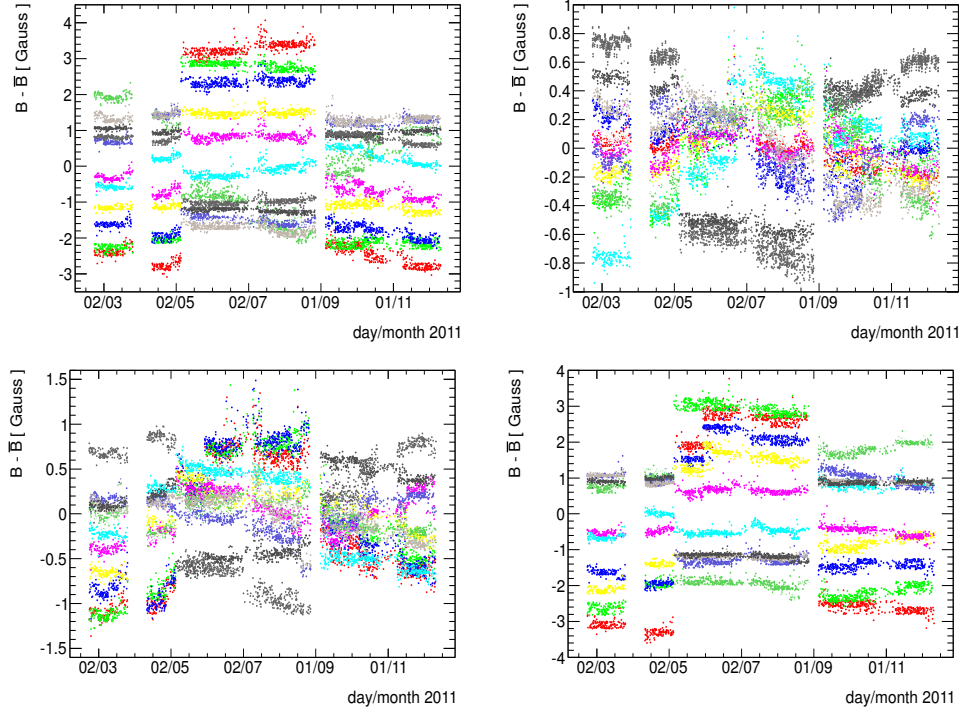 B - B̅ [ Gauss ]
4
3
2
1
0
-1
-2
-3
02/03 02/05 02/07 01/09 01/11
day/month 2011
B - B̅ [ Gauss ]
1
0.8
0.6
0.4
0.2
0
-0.2
-0.4
-0.6
-0.8
-1
02/03 02/05 02/07 01/09 01/11
day/month 2011
B - B̅ [ Gauss ]
1.5
1
0.5
0
-0.5
-1
-1.5
02/03 02/05 02/07 01/09 01/11
day/month 2011
B - B̅ [ Gauss ]
4
3
2
1
0
-1
-2
-3
-4
02/03 02/05 02/07 01/09 01/11
day/month 2011